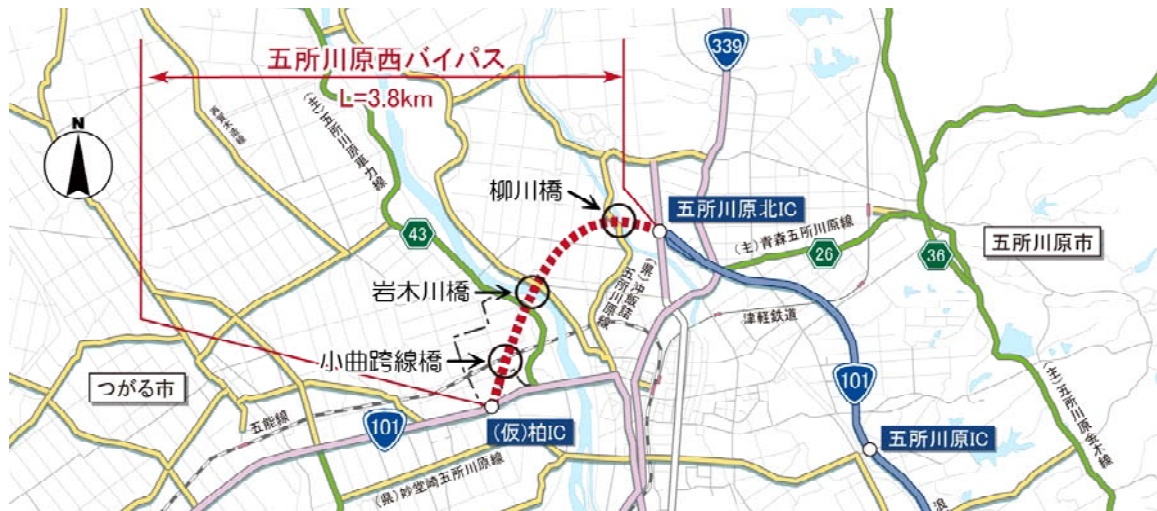 五所川原西バイパス
L=3.8km
339
N
(主)五所川原車力線
柳川橋
五所川原北IC
(主)青森五所川原線
26
36
五所川原市
43
(県)沖飯詰
五所川原線
岩木川橋
津軽鉄道
小曲跨線橋
つがる市
五能線
101
(仮)柏IC
101
五所川原IC
(主)五所川原金木線
(県)妙堂崎五所川原線
浪